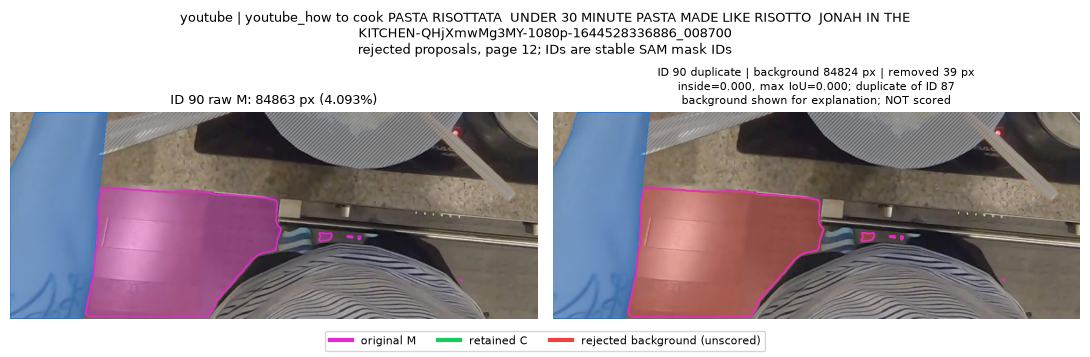 youtube | youtube_how to cook PASTA RISOTTATA  UNDER 30 MINUTE PASTA MADE LIKE RISOTTO  JONAH IN THE
KITCHEN-QHjXmwMg3MY-1080p-1644528336886_008700
rejected proposals, page 12; IDs are stable SAM mask IDs
ID 90 raw M: 84863 px (4.093%)
ID 90 duplicate | background 84824 px | removed 39 px
inside=0.000, max IoU=0.000; duplicate of ID 87
background shown for explanation; NOT scored
original M
retained C
rejected background (unscored)